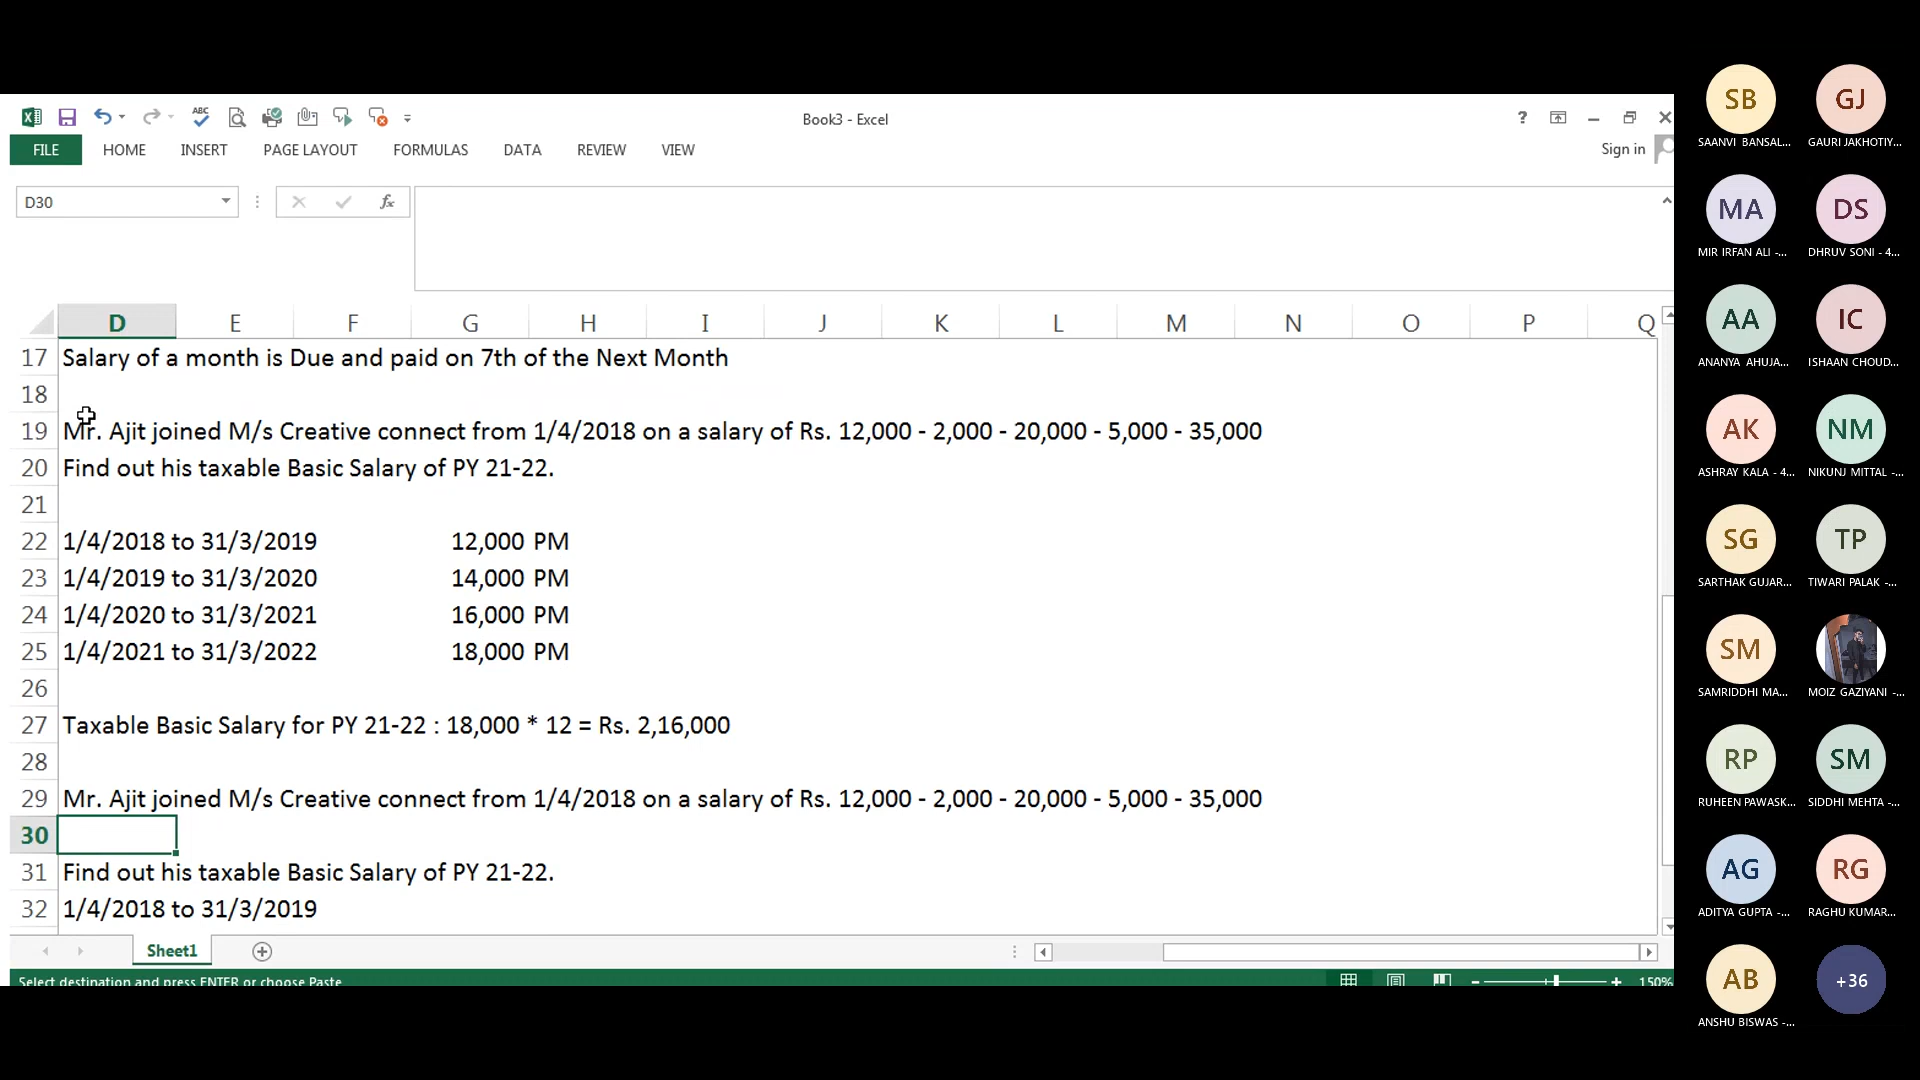 Book3 - Excel
Sign in
FILE HOME INSERT PAGE LAYOUT FORMULAS DATA REVIEW VIEW
D30
fx
D E F G H I J K L M N O P Q
17 Salary of a month is Due and paid on 7th of the Next Month
18
19 Mr. Ajit joined M/s Creative connect from 1/4/2018 on a salary of Rs. 12,000 - 2,000 - 20,000 - 5,000 - 35,000
20 Find out his taxable Basic Salary of PY 21-22.
21
22 1/4/2018 to 31/3/2019 12,000 PM
23 1/4/2019 to 31/3/2020 14,000 PM
24 1/4/2020 to 31/3/2021 16,000 PM
25 1/4/2021 to 31/3/2022 18,000 PM
26
27 Taxable Basic Salary for PY 21-22 : 18,000 * 12 = Rs. 2,16,000
28
29 Mr. Ajit joined M/s Creative connect from 1/4/2018 on a salary of Rs. 12,000 - 2,000 - 20,000 - 5,000 - 35,000
30
31 Find out his taxable Basic Salary of PY 21-22.
32 1/4/2018 to 31/3/2019
Sheet1
Select destination and press ENTER or choose Paste
150%
SB GJ
SAANVI BANSAL... GAURI JAKHOTIY...
MA DS
MIR IRFAN ALI -... DHRUV SONI - 4...
AA IC
ANANYA AHUJA... ISHAAN CHOUD...
AK NM
ASHRAY KALA - 4... NIKUNJ MITTAL -...
SG TP
SARTHAK GUJAR... TIWARI PALAK -...
SM
SAMRIDDHI MA... MOIZ GAZIYANI -...
RP SM
RUHEEN PAWASK... SIDDHI MEHTA -...
AG RG
ADITYA GUPTA -... RAGHU KUMAR...
AB +36
ANSHU BISWAS -...